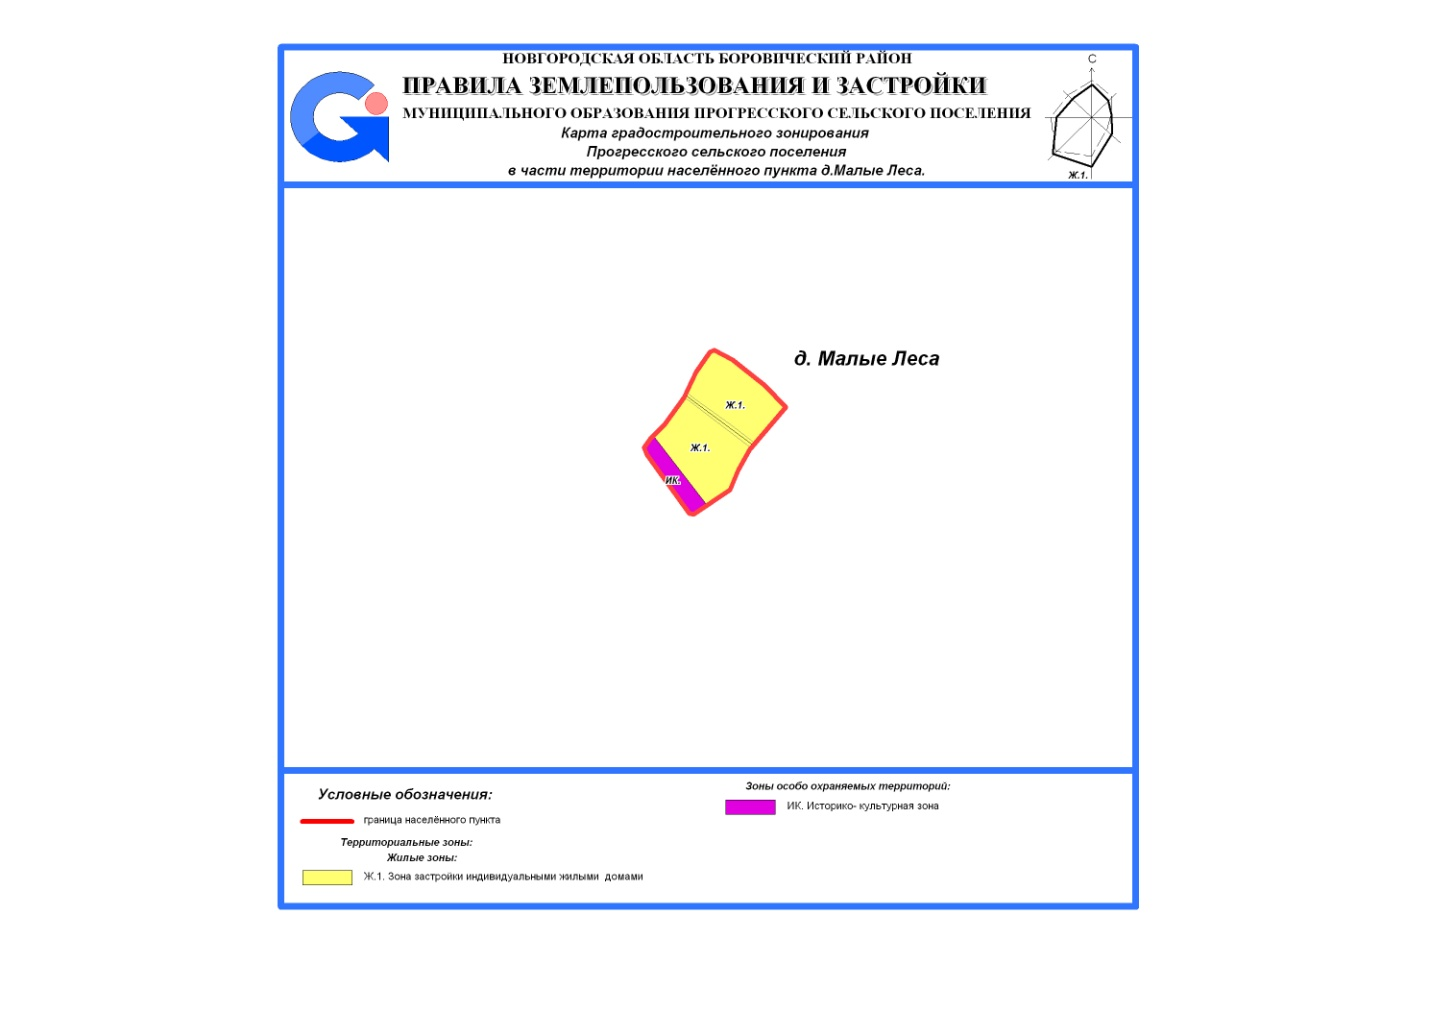 НОВГОРОДСКАЯ ОБЛАСТЬ БОРОВИЧЕСКИЙ РАЙОН
ПРАВИЛА ЗЕМЛЕПОЛЬЗОВАНИЯ И ЗАСТРОЙКИ
МУНИЦИПАЛЬНОГО ОБРАЗОВАНИЯ ПРОГРЕССКОГО СЕЛЬСКОГО ПОСЕЛЕНИЯ
Карта градостроительного зонирования
Прогресского сельского поселения
в части территории населённого пункта д.Малые Леса.
С
Ж.1.
д. Малые Леса
Ж.1.
Ж.1.
ИК.
Условные обозначения:
граница населённого пункта
Территориальные зоны:
Жилые зоны:
Ж.1. Зона застройки индивидуальными жилыми домами
Зоны особо охраняемых территорий:
ИК. Историко- культурная зона